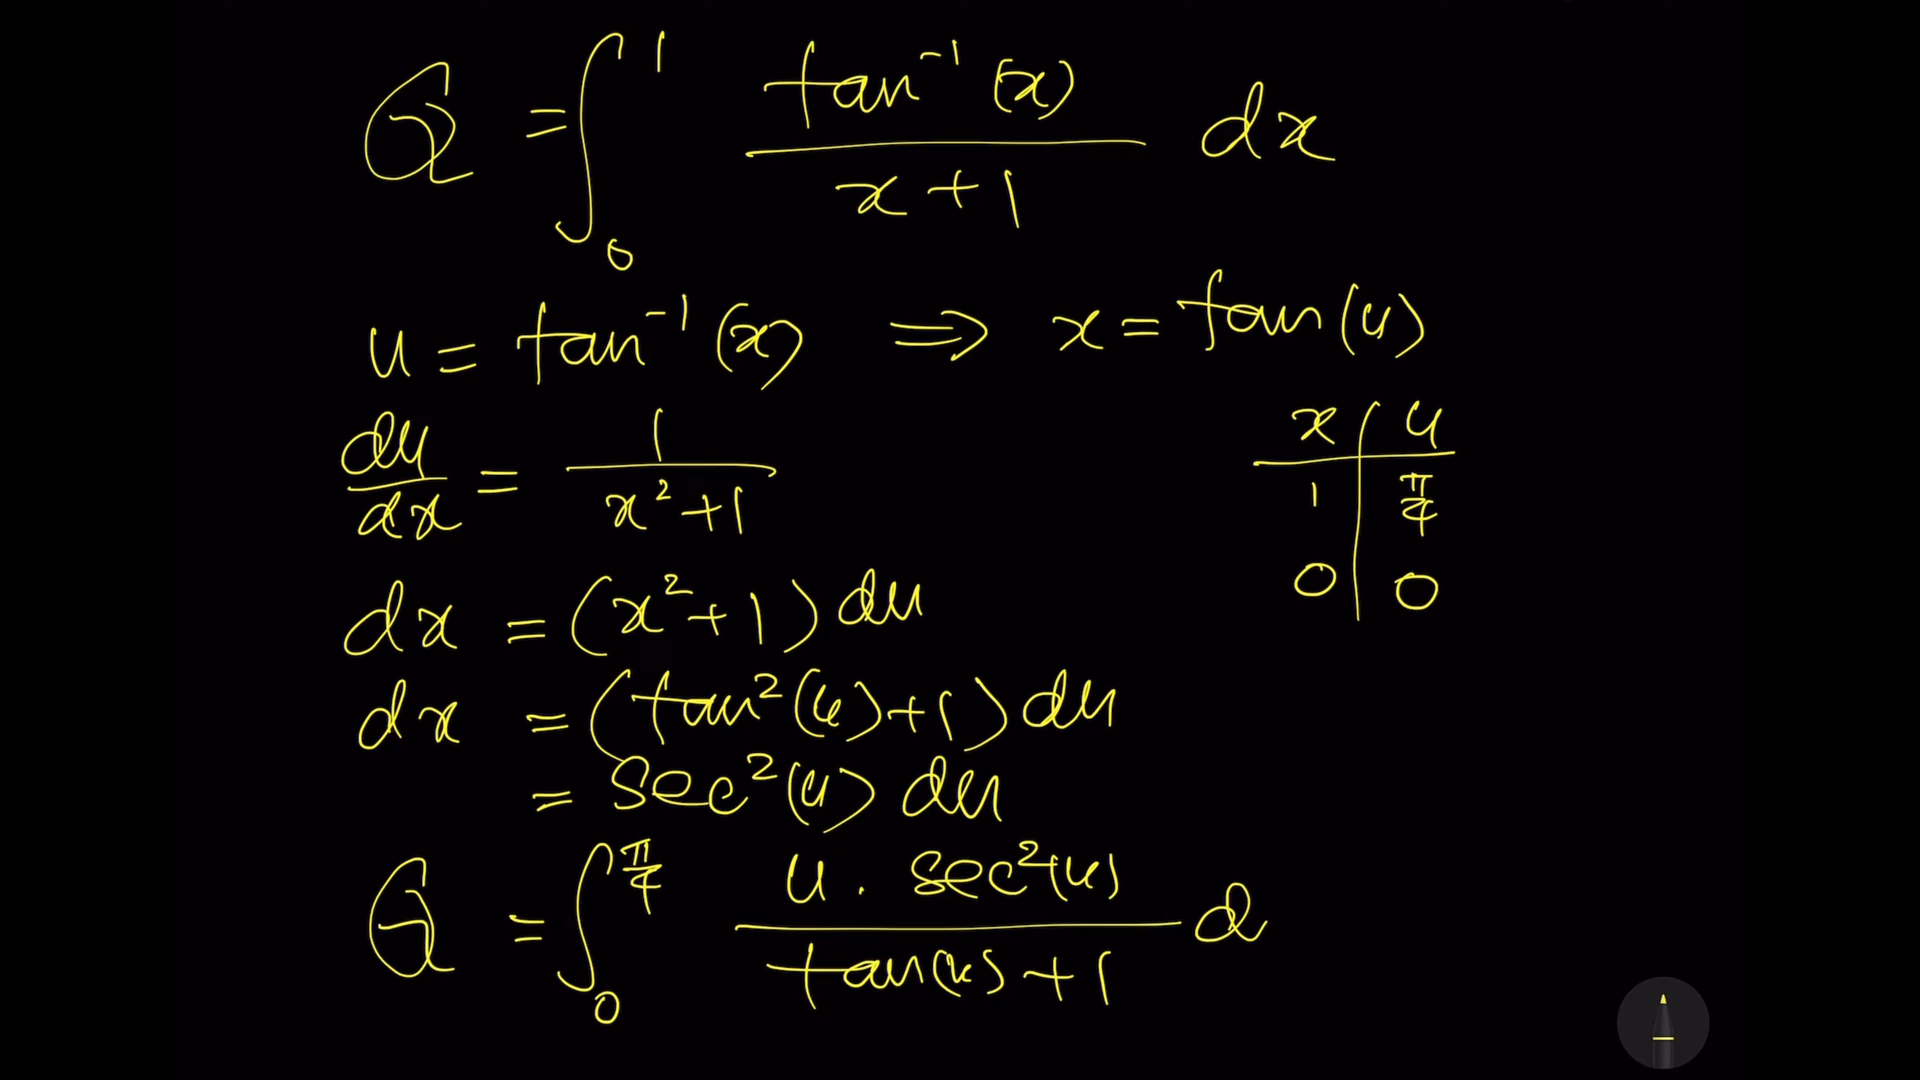 Q = ∫₀¹ tan⁻¹(x) / (x + 1) dx
u = tan⁻¹(x) ⟹ x = tan(u)
du/dx = 1/(x² + 1)
x | u
1 | π/4
0 | 0
dx = (x² + 1) du
dx = (tan²(u) + 1) du
= sec²(u) du
Q = ∫₀^(π/4) u · sec²(u) / (tan(u) + 1) d